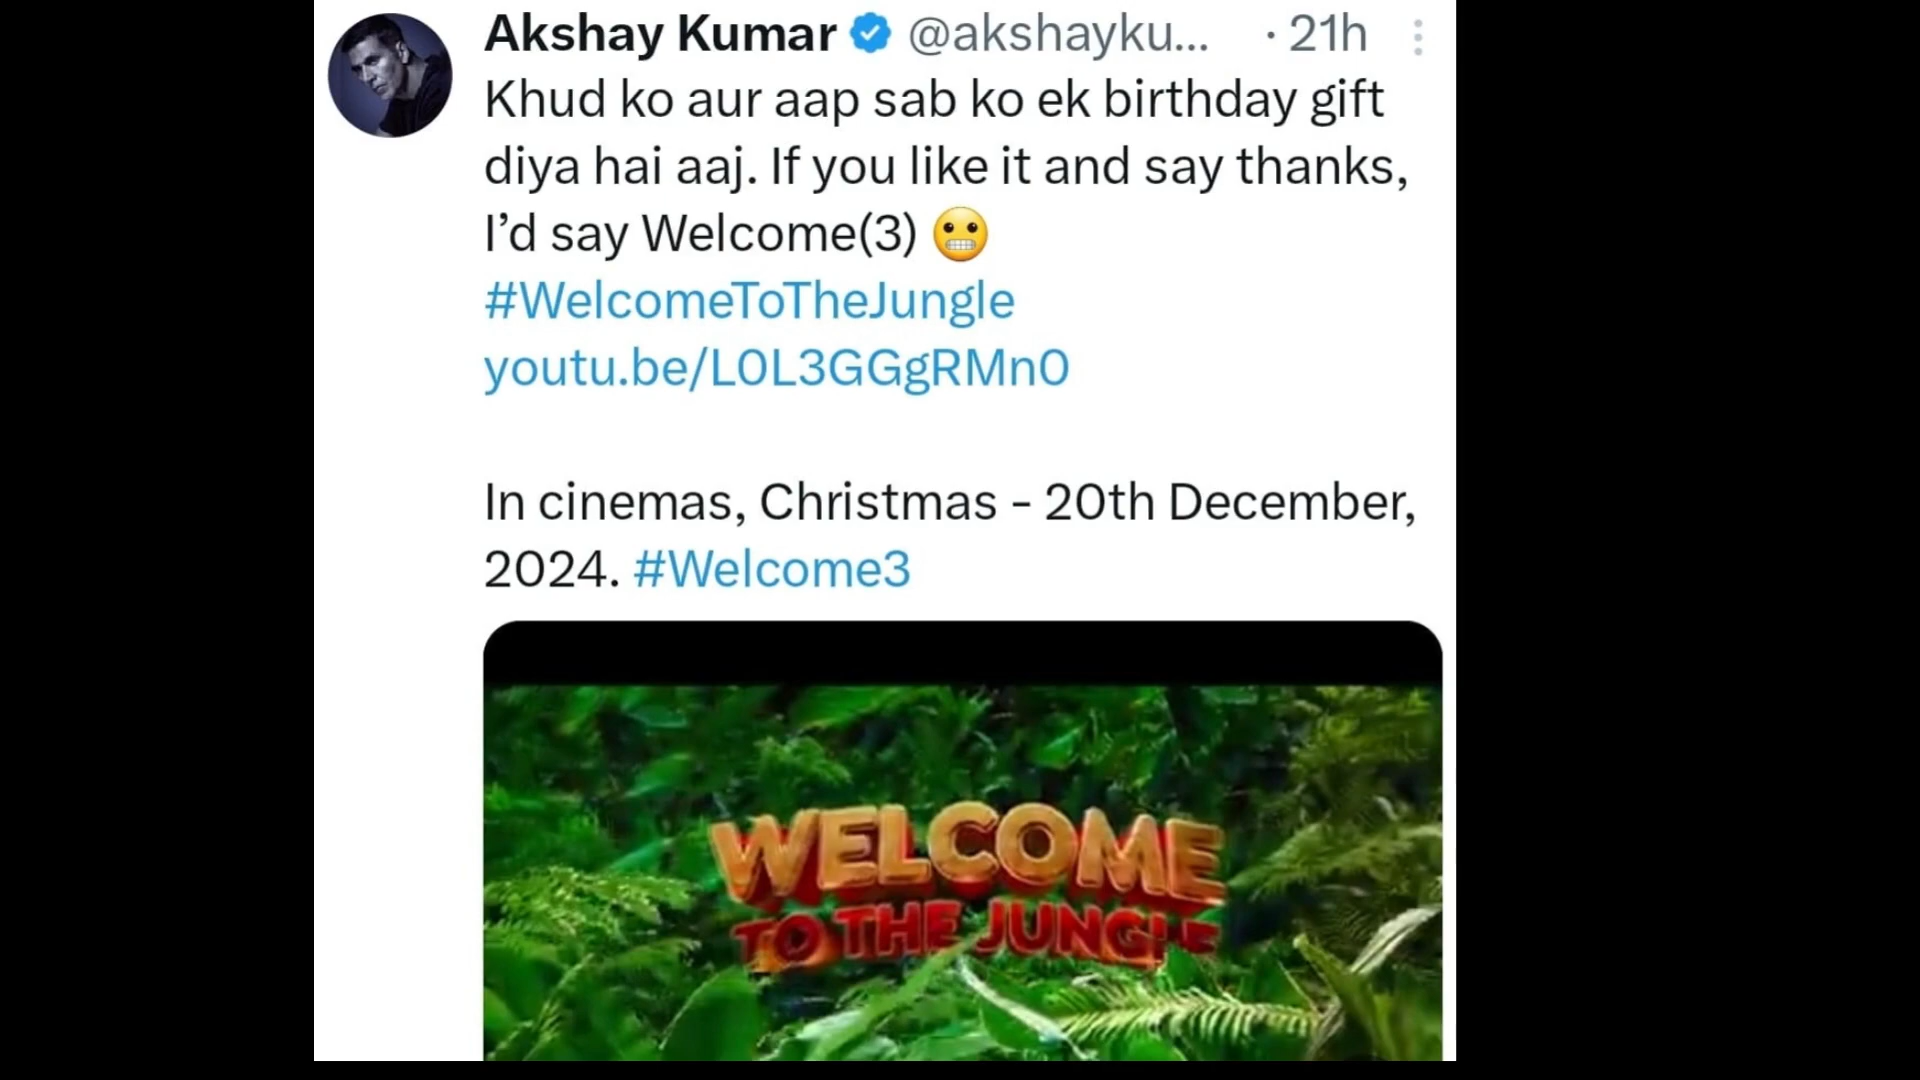 Akshay Kumar @akshayku... · 21h
Khud ko aur aap sab ko ek birthday gift
diya hai aaj. If you like it and say thanks,
I’d say Welcome(3) 😬
#WelcomeToTheJungle
youtu.be/L0L3GGgRMn0
In cinemas, Christmas - 20th December,
2024. #Welcome3
WELCOME
TO THE JUNGLE